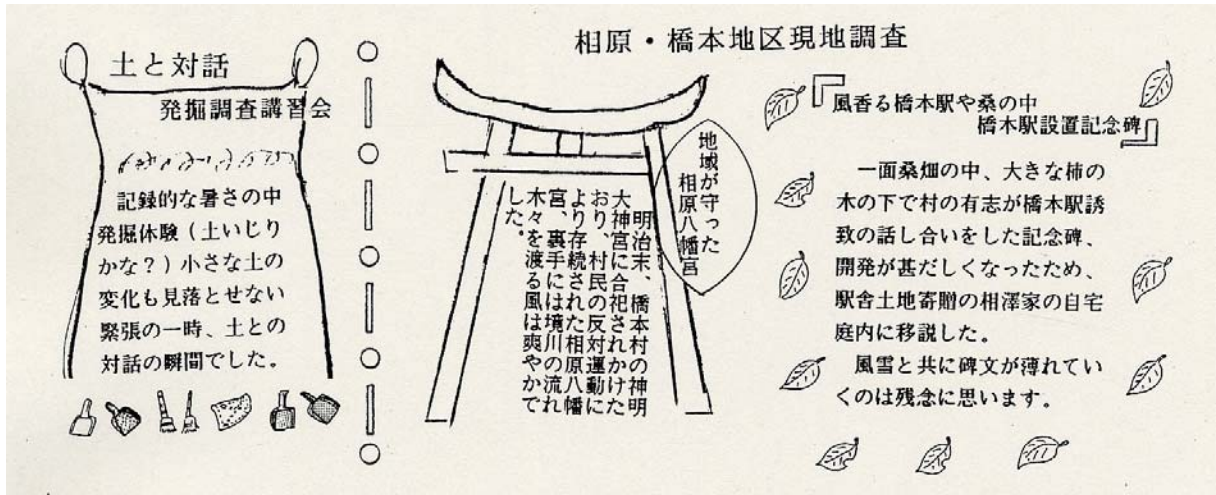 土と対話
発掘調査講習会
記録的な暑さの中
発掘体験（土いじり
かな？）小さな土の
変化も見落とせない
緊張の一時、土との
対話の瞬間でした。
相原・橋本地区現地調査
地域が守った
相原八幡宮
明治末、橋本村の神明
大神宮に合祀されかけた
おり、村民の反対運動に
より存続された相原八幡
宮、裏手には境川の流れ
木々を渡る風は爽やかで
した。
『風香る橋本駅や桑の中
橋本駅設置記念碑』
一面桑畑の中、大きな柿の
木の下で村の有志が橋本駅誘
致の話し合いをした記念碑、
開発が甚だしくなったため、
駅舎土地寄贈の相澤家の自宅
庭内に移設した。
風雪と共に碑文が薄れてい
くのは残念に思います。